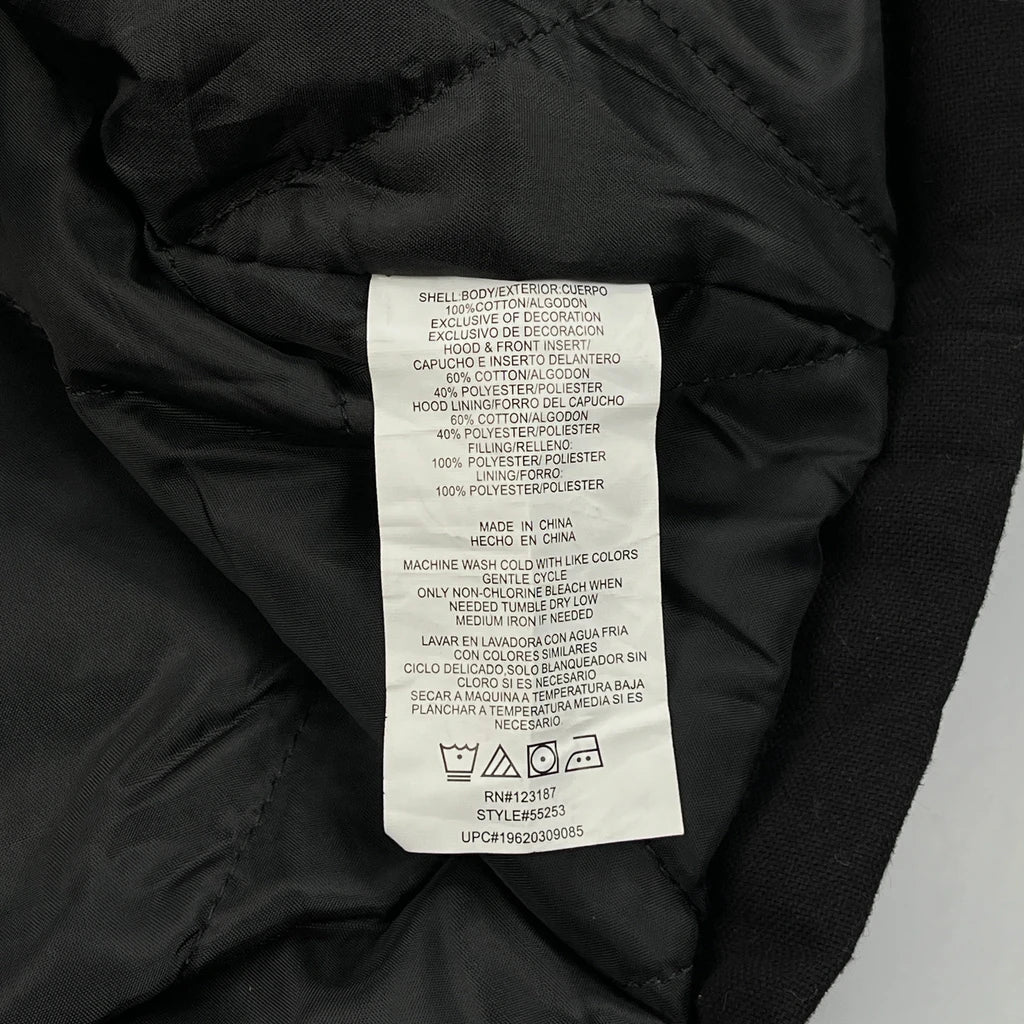 SHELL:BODY/EXTERIOR:CUERPO
100%COTTON/ALGODON
EXCLUSIVE OF DECORATION
EXCLUSIVO DE DECORACION
HOOD & FRONT INSERT/
CAPUCHO E INSERTO DELANTERO
60% COTTON/ALGODON
40% POLYESTER/POLIESTER
HOOD LINING/FORRO DEL CAPUCHO
60% COTTON/ALGODON
40% POLYESTER/POLIESTER
FILLING/RELLENO:
100% POLYESTER/ POLIESTER
LINING/FORRO:
100% POLYESTER/POLIESTER
MADE IN CHINA
HECHO EN CHINA
MACHINE WASH COLD WITH LIKE COLORS
GENTLE CYCLE
ONLY NON-CHLORINE BLEACH WHEN
NEEDED TUMBLE DRY LOW
MEDIUM IRON IF NEEDED
LAVAR EN LAVADORA CON AGUA FRIA
CON COLORES SIMILARES
CICLO DELICADO,SOLO BLANQUEADOR SIN
CLORO SI ES NECESARIO
SECAR A MAQUINA A TEMPERATURA BAJA
PLANCHAR A TEMPERATURA MEDIA SI ES
NECESARIO
RN#123187
STYLE#55253
UPC#19620309085